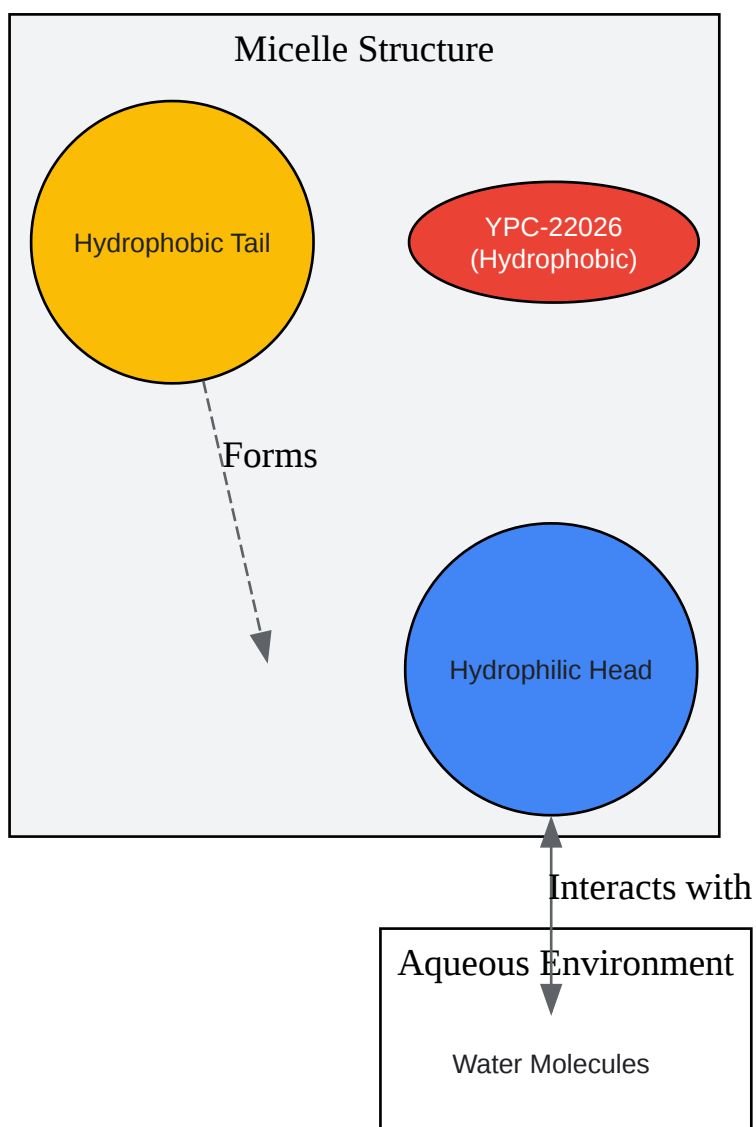 Micelle Structure
Hydrophobic Tail
YPC-22026
(Hydrophobic)
Forms
Hydrophilic Head
Interacts with
Aqueous Environment
Water Molecules